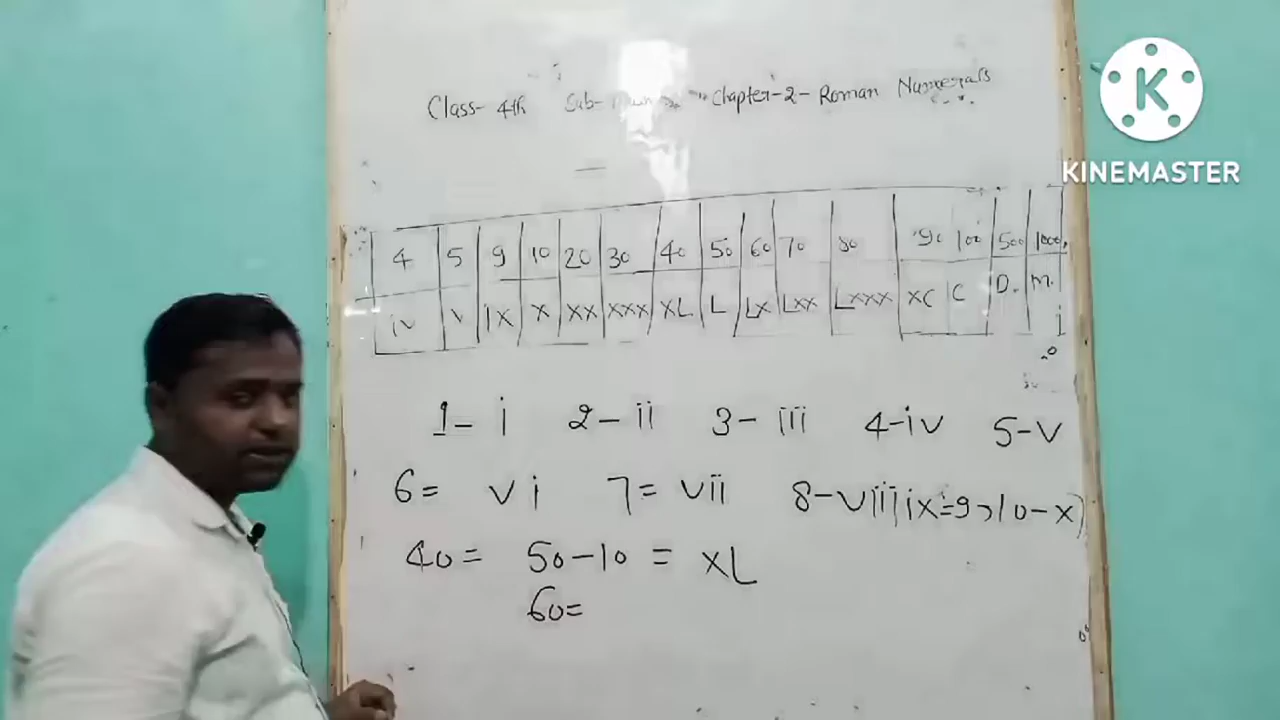 Class- 4th Sub- Chapter-2- Roman Numerals
KINEMASTER
4 5 9 10 20 30 40 50 60 70 80 90 100 500 1000
iv V IX X XX XXX XL L LX LXX LXXX XC C D. M.
1- i 2- ii 3- iii 4-iv 5-v
6= vi 7= vii 8-viii ix=9, 10-x
40= 50-10 = XL
60=